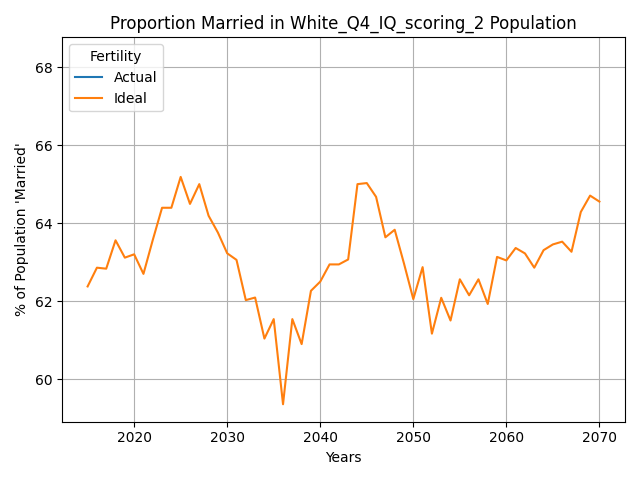 Proportion Married in White_Q4_IQ_scoring_2 Population
Fertility
Actual
Ideal
% of Population 'Married'
68
66
64
62
60
2020
2030
2040
2050
2060
2070
Years